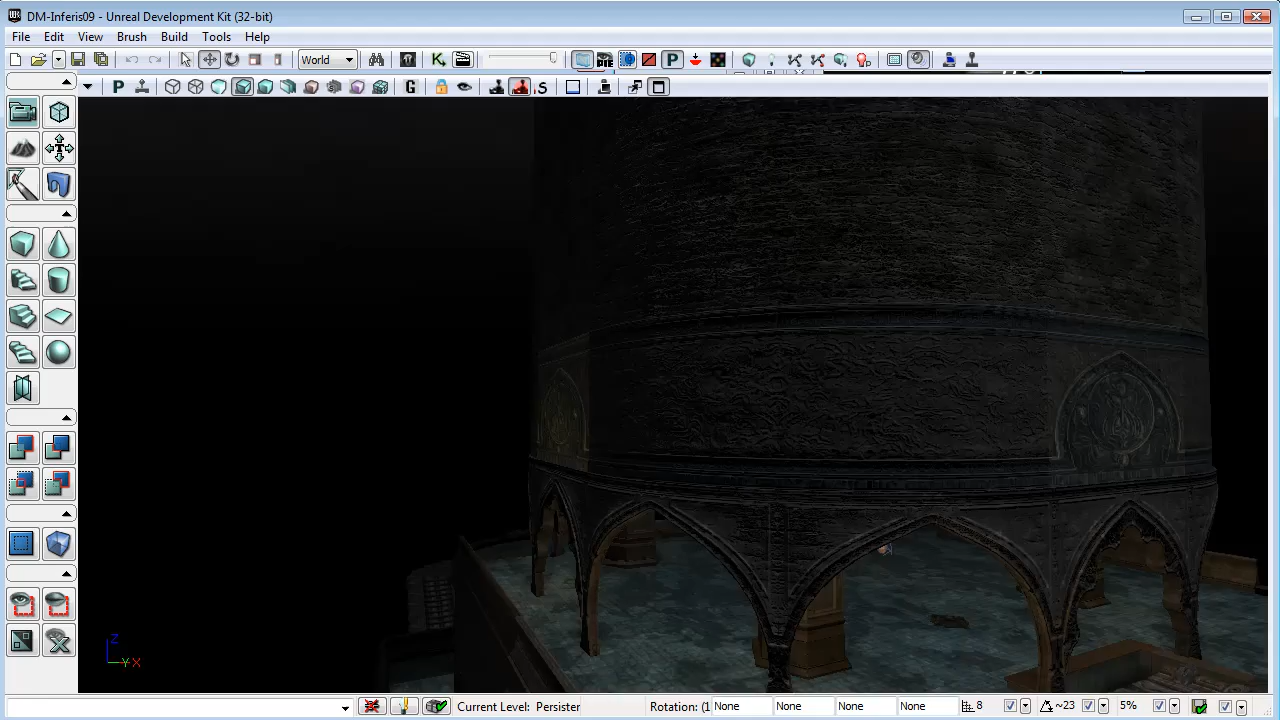 DM-Inferis09 - Unreal Development Kit (32-bit)
File Edit View Brush Build Tools Help
World
P
P G S
Z
Y X
Current Level: Persister Rotation: (1 None None None None 8 ~23 5%